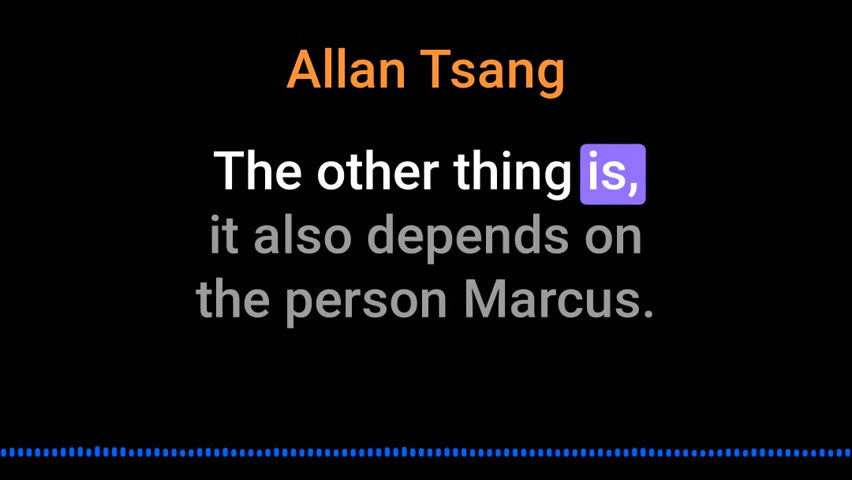 Allan Tsang
The other thing is,
it also depends on
the person Marcus.